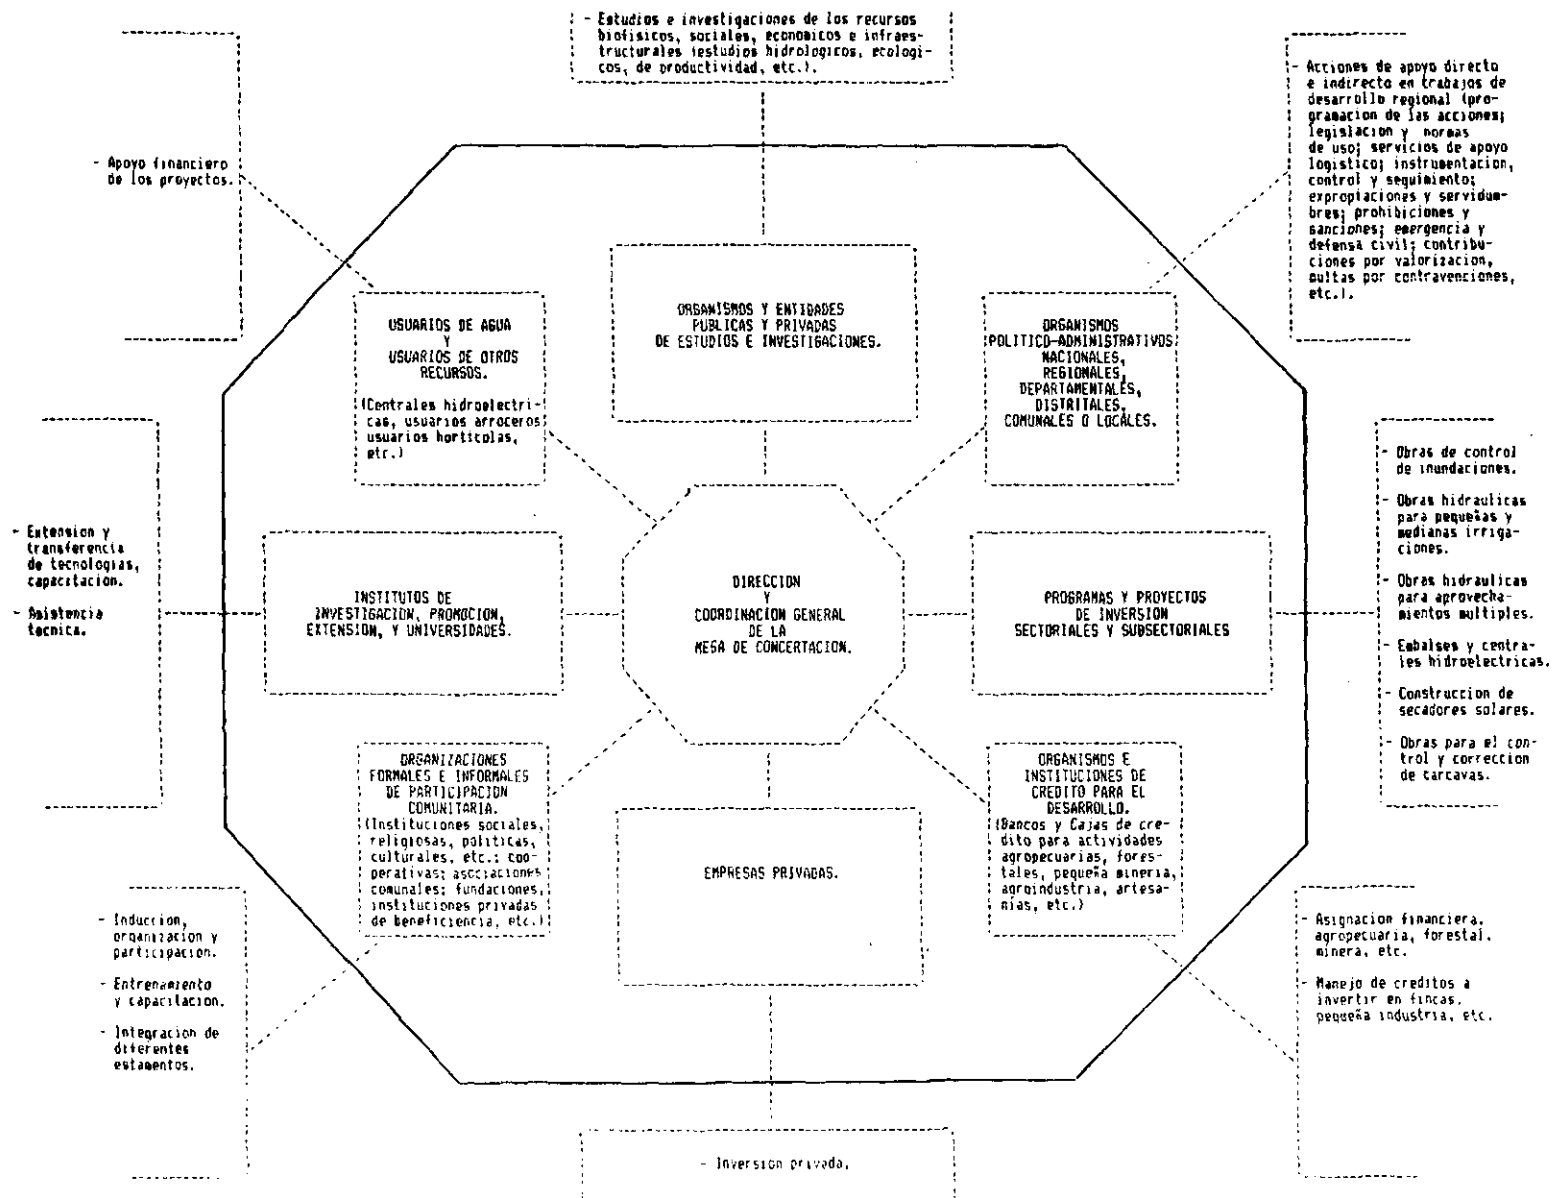 - Estudios e investigaciones de los recursos
biofisicos, sociales, economicos e infraes-
tructurales (estudios hidrologicos, ecologi-
cos, de productividad, etc.).
- Acciones de apoyo directo
e indirecto en trabajos de
desarrollo regional (pro-
gramacion de las acciones;
legislacion y normas
de uso; servicios de apoyo
logistico; instrumentacion,
control y seguimiento;
expropiaciones y servidum-
bres; prohibiciones y
sanciones; emergencia y
defensa civil; contribu-
ciones por valorizacion,
multas por contravenciones,
etc.).
- Apoyo financiero
de los proyectos.
USUARIOS DE AGUA
Y
USUARIOS DE OTROS
RECURSOS.
(Centrales hidroelectri-
cas, usuarios arroceros
usuarios horticolas,
etc.)
ORGANISMOS Y ENTIDADES
PUBLICAS Y PRIVADAS
DE ESTUDIOS E INVESTIGACIONES.
ORGANISMOS
POLITICO-ADMINISTRATIVOS
NACIONALES,
REGIONALES,
DEPARTAMENTALES,
DISTRITALES,
COMUNALES O LOCALES.
- Extension y
transferencia
de tecnologias,
capacitacion.
- Asistencia
tecnica.
INSTITUTOS DE
INVESTIGACION, PROMOCION,
EXTENSION, Y UNIVERSIDADES.
DIRECCION
Y
COORDINACION GENERAL
DE LA
MESA DE CONCERTACION.
PROGRAMAS Y PROYECTOS
DE INVERSION
SECTORIALES Y SUBSECTORIALES
- Obras de control
de inundaciones.
- Obras hidraulicas
para pequeñas y
medianas irriga-
ciones.
- Obras hidraulicas
para aprovecha-
mientos multiples.
- Embalses y centra-
les hidroelectricas.
- Construccion de
secadores solares.
- Obras para el con-
trol y correccion
de carcavas.
ORGANIZACIONES
FORMALES E INFORMALES
DE PARTICIPACION
COMUNITARIA.
(Instituciones sociales,
religiosas, politicas,
culturales, etc.; coo-
perativas; asociaciones
comunales; fundaciones,
instituciones privadas
de beneficiencia, etc.)
EMPRESAS PRIVADAS.
ORGANISMOS E
INSTITUCIONES DE
CREDITO PARA EL
DESARROLLO.
(Bancos y Cajas de cre-
dito para actividades
agropecuarias, fores-
tales, pequeña mineria,
agroindustria, artesa-
nías, etc.)
- Induccion,
organizacion y
participacion.
- Entrenamiento
y capacitacion.
- Integracion de
diferentes
estamentos.
- Asignacion financiera,
agropecuaria, forestal,
minera, etc.
- Manejo de creditos a
invertir en fincas,
pequeña industria, etc.
- Inversion privada.